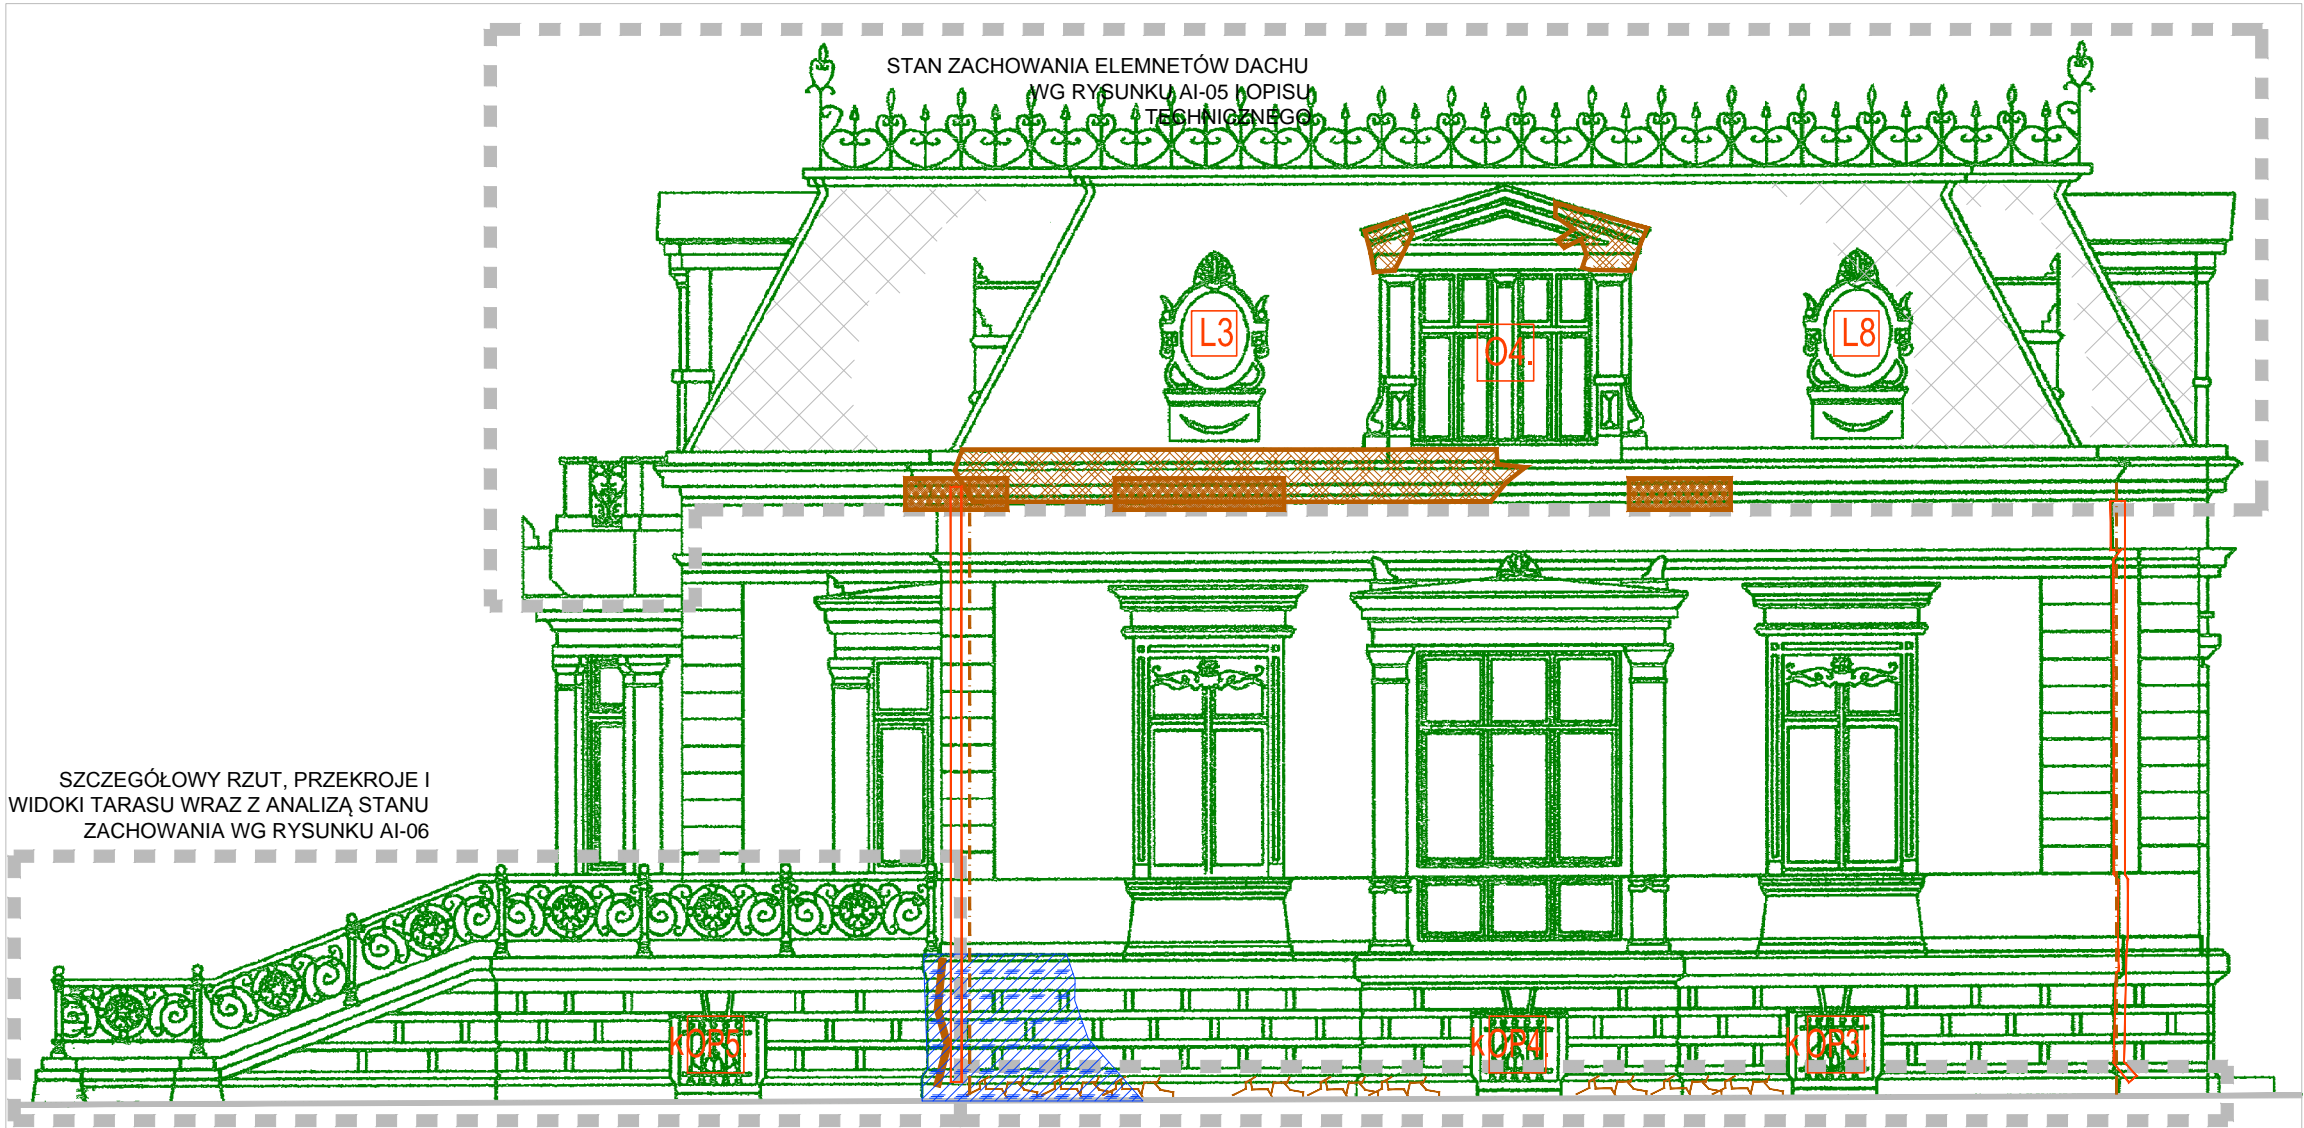 STAN ZACHOWANIA ELEMNETÓW DACHU
WG RYSUNKU AI-05 I OPISU
TECHNICZNEGO
L3
O4.
L8
SZCZEGÓŁOWY RZUT, PRZEKROJE I
WIDOKI TARASU WRAZ Z ANALIZĄ STANU
ZACHOWANIA WG RYSUNKU AI-06
kOP5
kOP4
kOP3